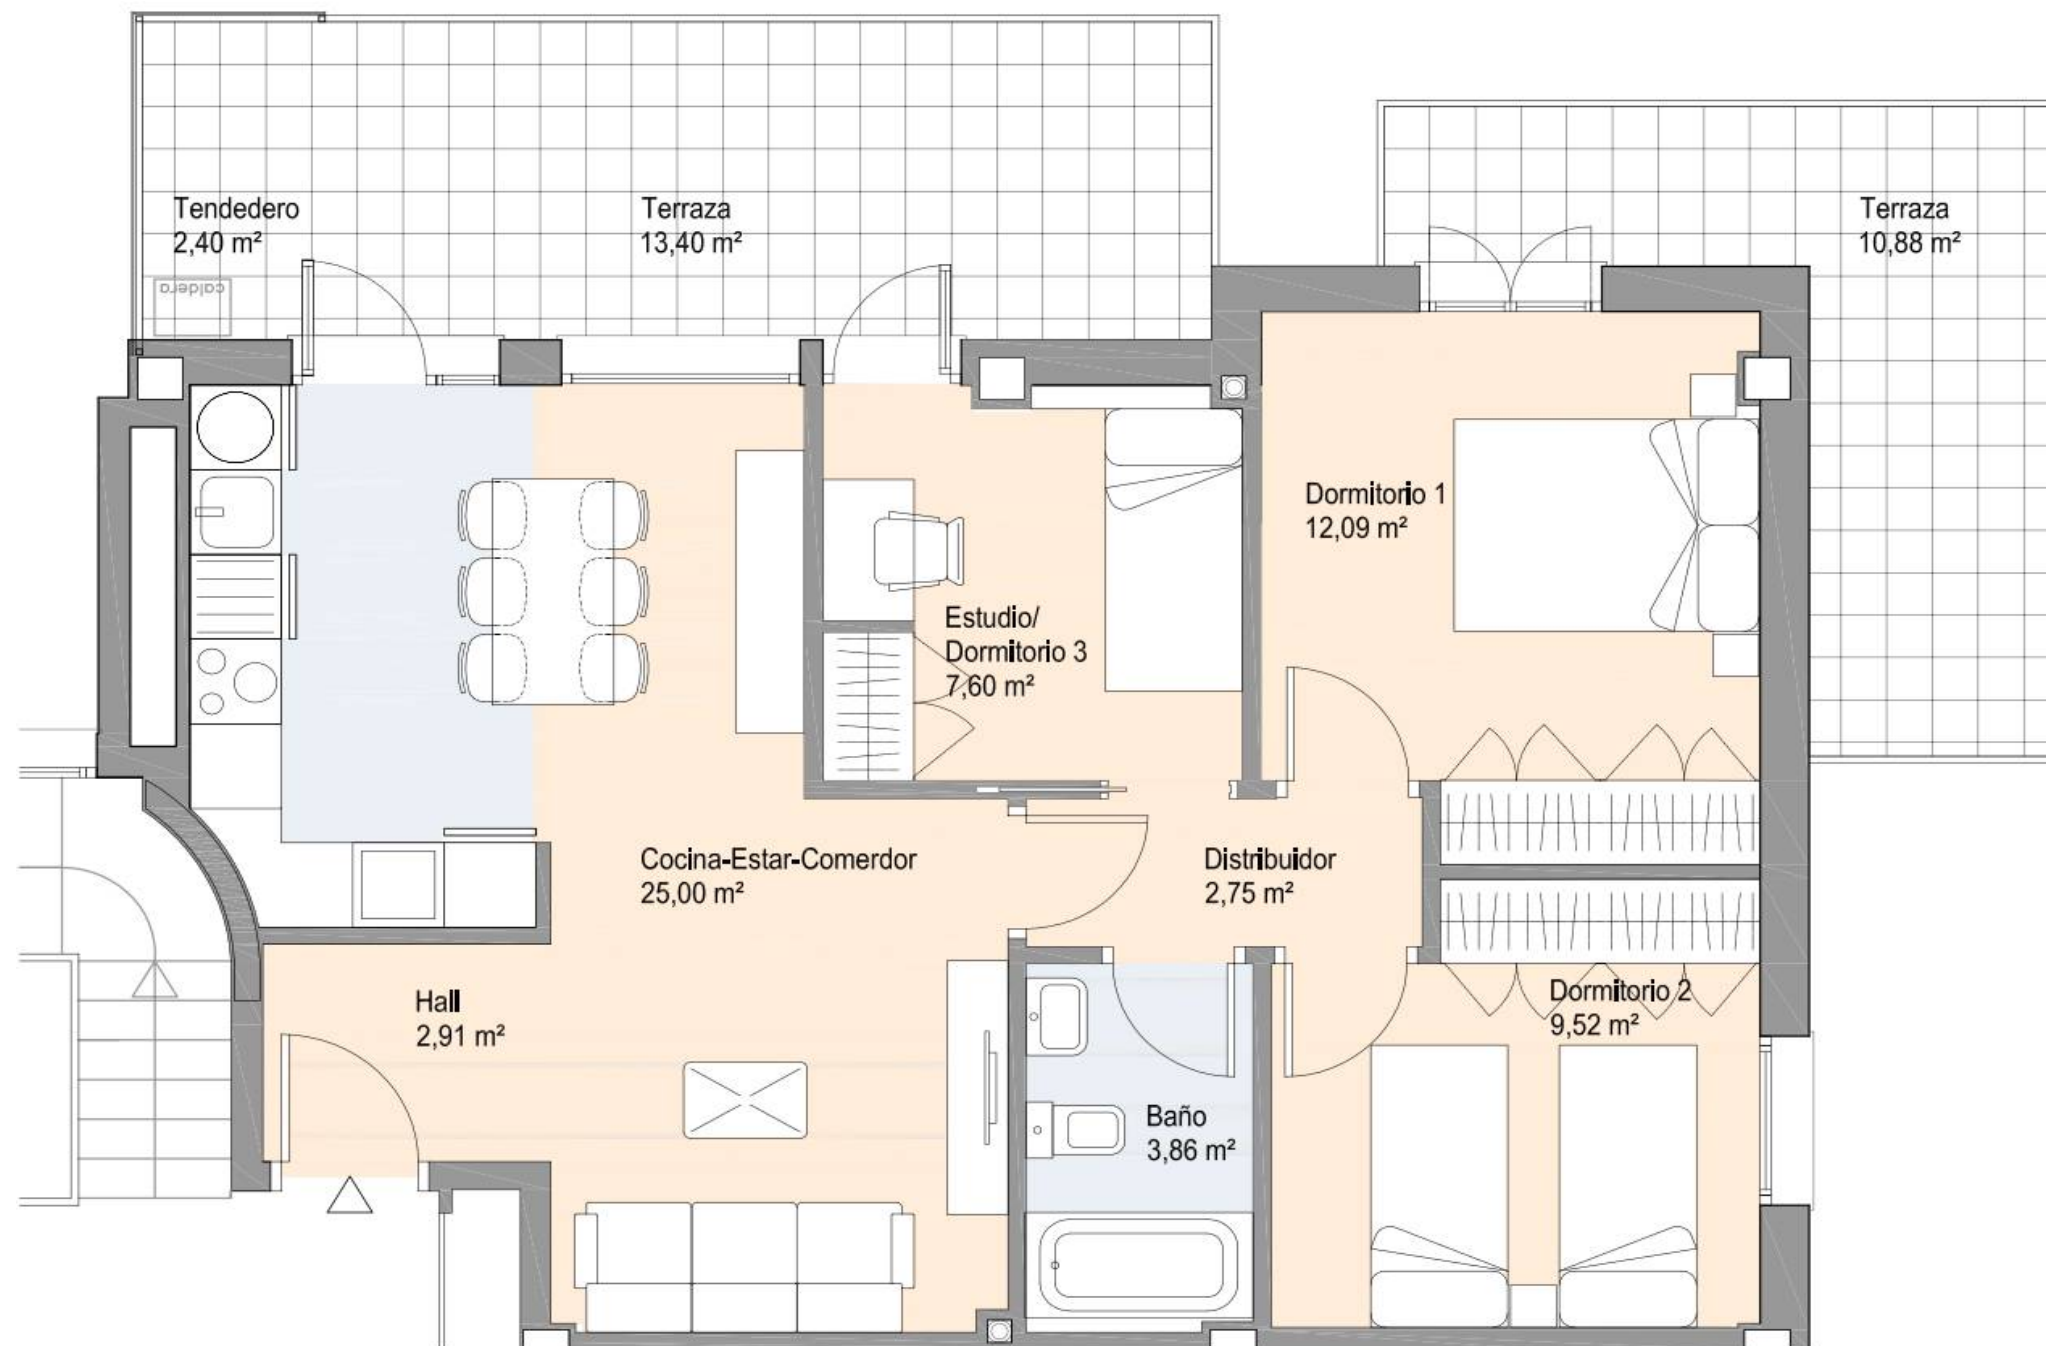 Tendedero
2,40 m²
Terraza
13,40 m²
Terraza
10,88 m²
caldera
Dormitorio 1
12,09 m²
Estudio/
Dormitorio 3
7,60 m²
Cocina-Estar-Comerdor
25,00 m²
Distribuidor
2,75 m²
Hall
2,91 m²
Dormitorio 2
9,52 m²
Baño
3,86 m²